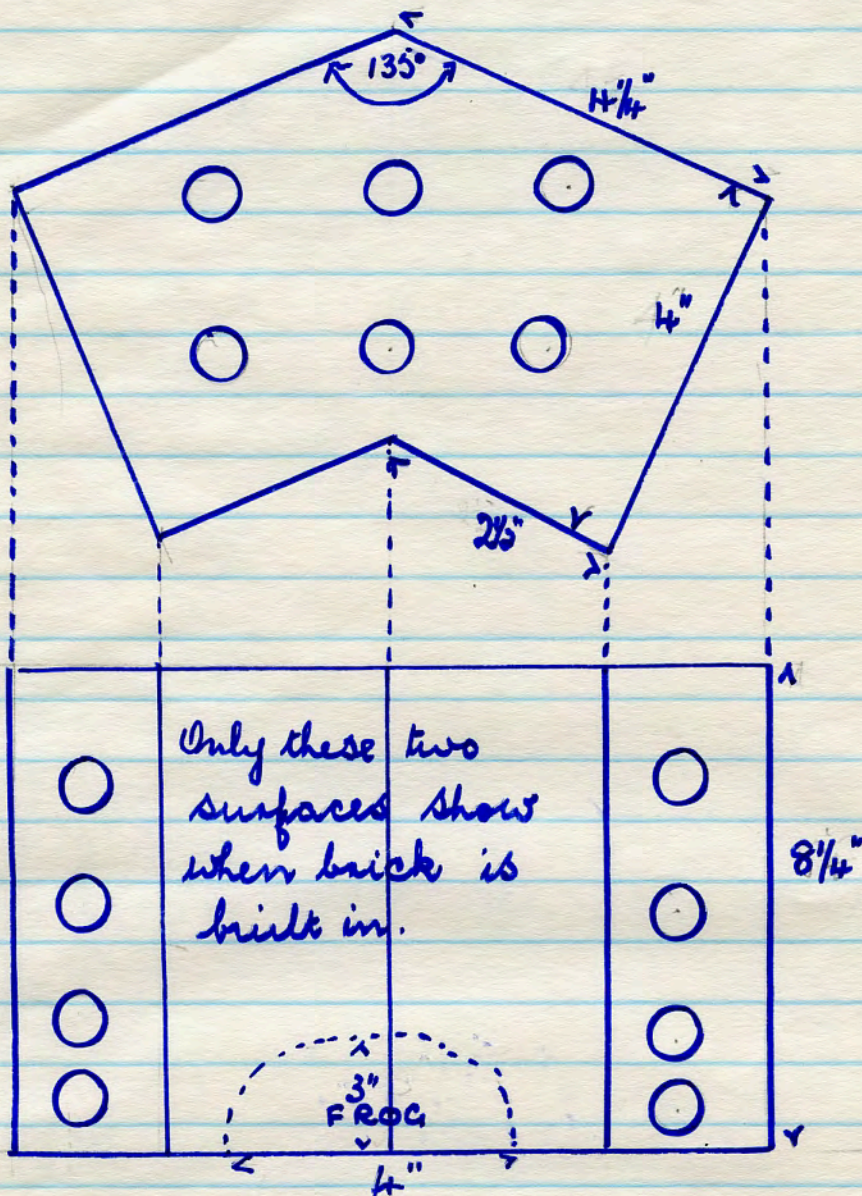 135°
4¼"
4"
2½"
Only these two
surfaces show
when brick is
built in.
8¼"
3"
FROG
4"